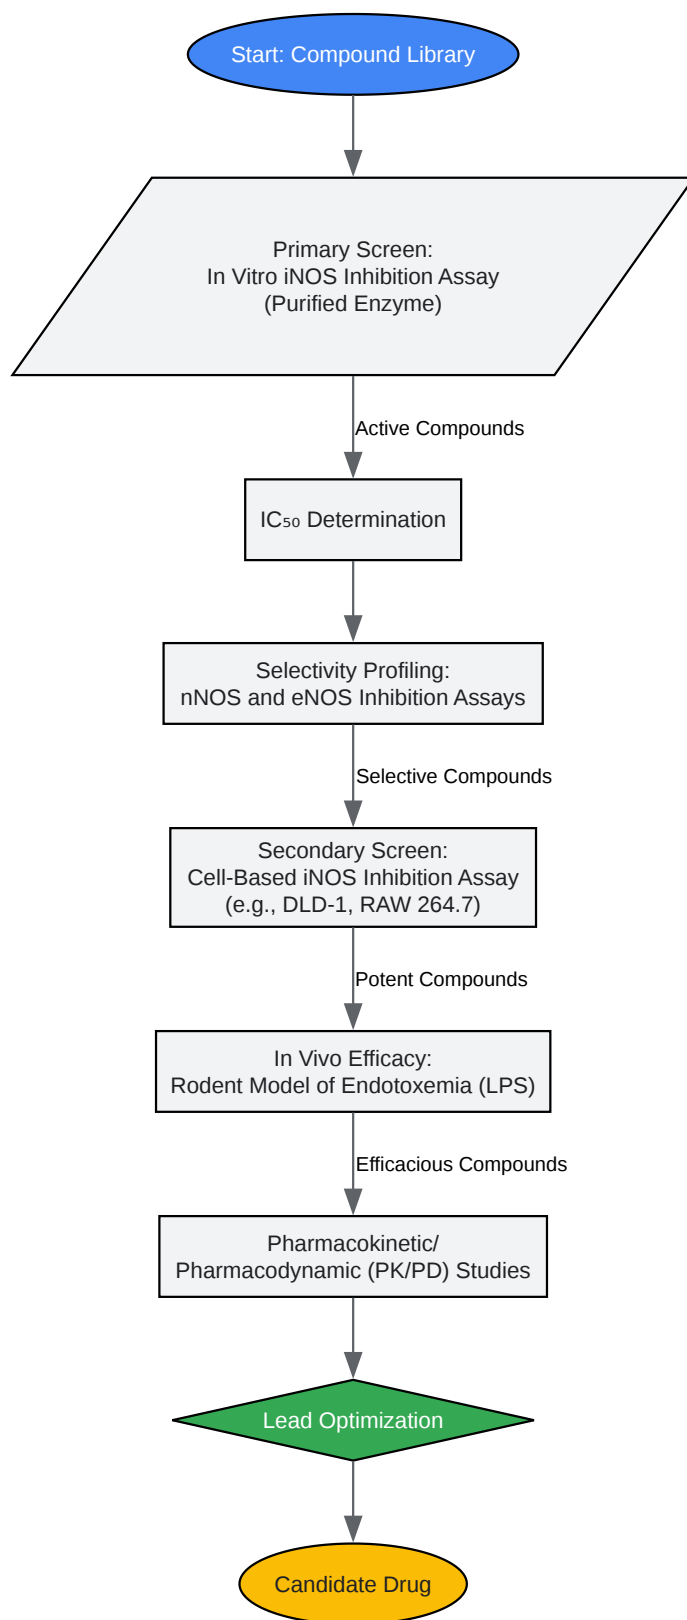 Start: Compound Library
Primary Screen:
In Vitro iNOS Inhibition Assay
(Purified Enzyme)
Active Compounds
IC₅₀ Determination
Selectivity Profiling:
nNOS and eNOS Inhibition Assays
Selective Compounds
Secondary Screen:
Cell-Based iNOS Inhibition Assay
(e.g., DLD-1, RAW 264.7)
Potent Compounds
In Vivo Efficacy:
Rodent Model of Endotoxemia (LPS)
Efficacious Compounds
Pharmacokinetic/
Pharmacodynamic (PK/PD) Studies
Lead Optimization
Candidate Drug